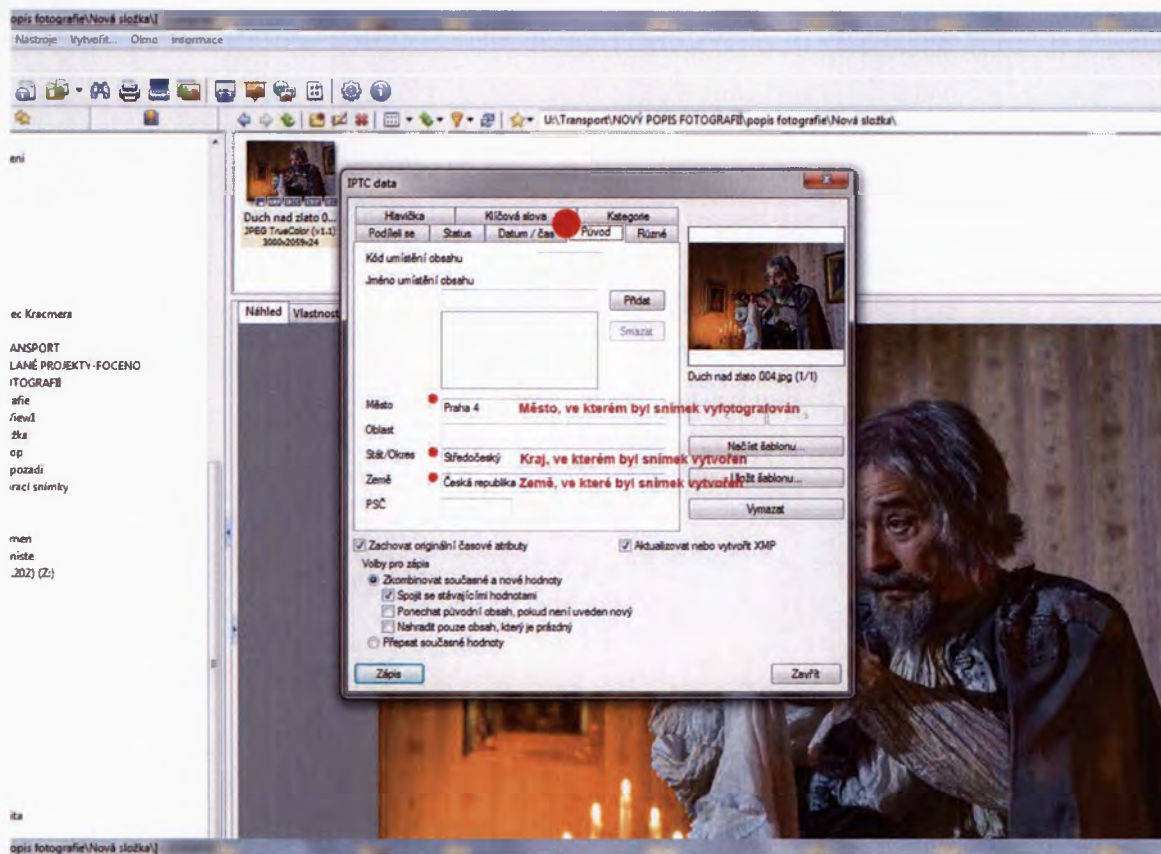 opis fotografie\Nová složka\]
Nástroje Vytvořit... Okno Informace
U:\Transport\NOVÝ POPIS FOTOGRAFIÍ\popis fotografie\Nová složka\
eni
Duch nad zlato 0...
JPEG TrueColor (v1.1)
3000x2059x24
ec Kracmera
ANSPORT
LANÉ PROJEKTY-FOCENO
TOGRAFIÍ
afie
View1
žka
op
pozadí
rací snímky
men
niste
.202) (Z:)
ita
Náhled Vlastnost
IPTC data
Hlavička Klíčová slova Kategorie
Podíleli se Status Datum / čas Původ Různé
Kód umístění obsahu
Jméno umístění obsahu
Přidat
Smazat
Duch nad zlato 004.jpg (1/1)
Město Praha 4 Město, ve kterém byl snímek vyfotografován
Oblast
Načíst šablonu...
Stát/Okres Středočeský Kraj, ve kterém byl snímek vytvořen
Země Česká republika Země, ve které byl snímek vytvořen
Uložit šablonu...
PSČ
Vymazat
Zachovat originální časové atributy Aktualizovat nebo vytvořit XMP
Volby pro zápis
Zkombinovat současné a nové hodnoty
Spojit se stávajícími hodnotami
Ponechat původní obsah, pokud není uveden nový
Nahradit pouze obsah, který je prázdný
Přepsat současné hodnoty
Zápis Zavřít
opis fotografie\Nová složka\]